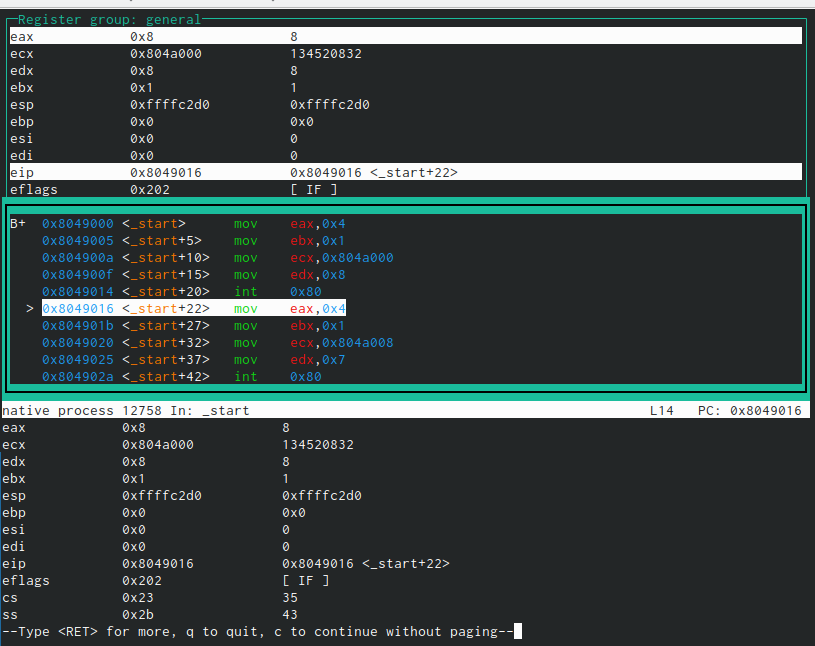 Register group: general
eax 0x8 8
ecx 0x804a000 134520832
edx 0x8 8
ebx 0x1 1
esp 0xffffc2d0 0xffffc2d0
ebp 0x0 0x0
esi 0x0 0
edi 0x0 0
eip 0x8049016 0x8049016 <_start+22>
eflags 0x202 [ IF ]
B+ 0x8049000 <_start> mov eax,0x4
0x8049005 <_start+5> mov ebx,0x1
0x804900a <_start+10> mov ecx,0x804a000
0x804900f <_start+15> mov edx,0x8
0x8049014 <_start+20> int 0x80
> 0x8049016 <_start+22> mov eax,0x4
0x804901b <_start+27> mov ebx,0x1
0x8049020 <_start+32> mov ecx,0x804a008
0x8049025 <_start+37> mov edx,0x7
0x804902a <_start+42> int 0x80
native process 12758 In: _start L14 PC: 0x8049016
eax 0x8 8
ecx 0x804a000 134520832
edx 0x8 8
ebx 0x1 1
esp 0xffffc2d0 0xffffc2d0
ebp 0x0 0x0
esi 0x0 0
edi 0x0 0
eip 0x8049016 0x8049016 <_start+22>
eflags 0x202 [ IF ]
cs 0x23 35
ss 0x2b 43
--Type <RET> for more, q to quit, c to continue without paging--